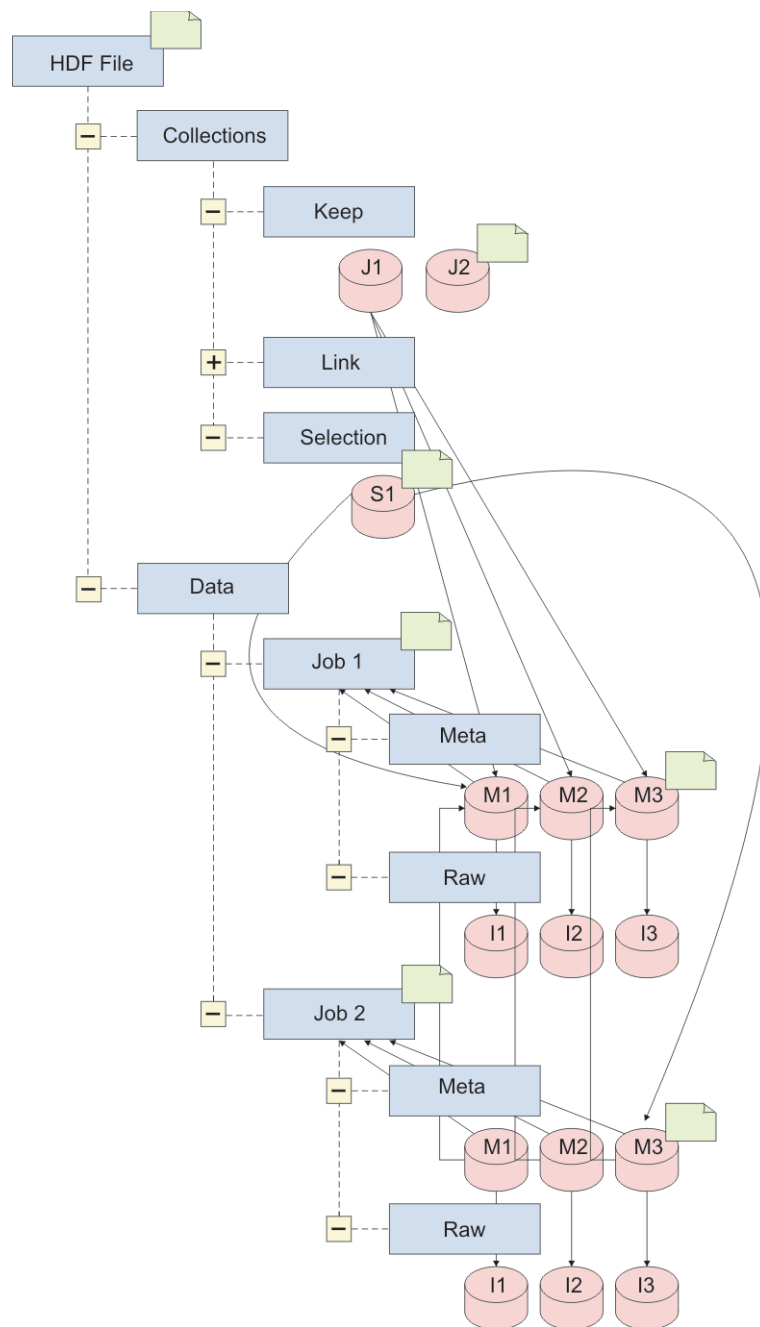 HDF File
Collections
Keep
J1 J2
Link
Selection
S1
Data
Job 1
Meta
M1 M2 M3
Raw
I1 I2 I3
Job 2
Meta
M1 M2 M3
Raw
I1 I2 I3